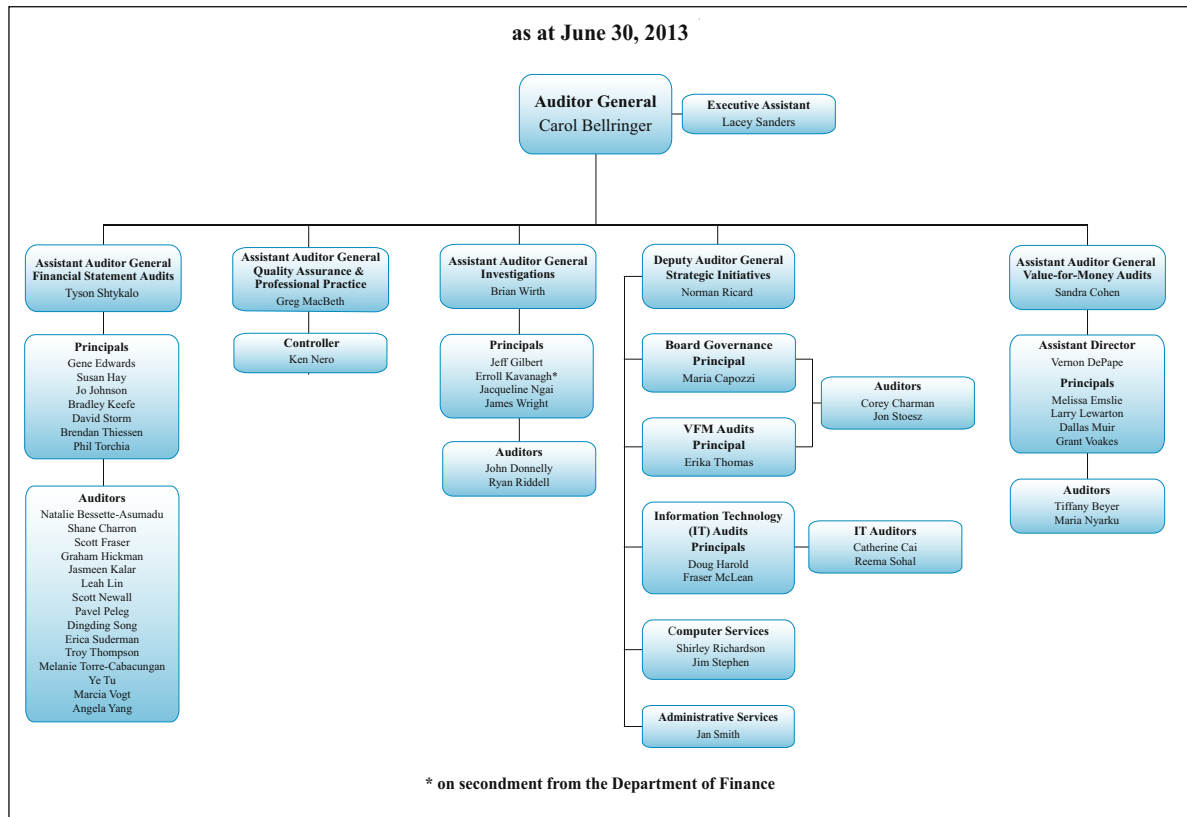 as at June 30, 2013
Auditor General
Carol Bellringer
Executive Assistant
Lacey Sanders
Assistant Auditor General
Financial Statement Audits
Tyson Shtykalo
Principals
Gene Edwards
Susan Hay
Jo Johnson
Bradley Keefe
David Storm
Brendan Thiessen
Phil Torchia
Auditors
Natalie Bessette-Asumadu
Shane Charron
Scott Fraser
Graham Hickman
Jasmeen Kalar
Leah Lin
Scott Newall
Pavel Peleg
Dingding Song
Erica Suderman
Troy Thompson
Melanie Torre-Cabacungan
Ye Tu
Marcia Vogt
Angela Yang
Assistant Auditor General
Quality Assurance &
Professional Practice
Greg MacBeth
Controller
Ken Nero
Assistant Auditor General
Investigations
Brian Wirth
Principals
Jeff Gilbert
Erroll Kavanagh*
Jacqueline Ngai
James Wright
Auditors
John Donnelly
Ryan Riddell
Deputy Auditor General
Strategic Initiatives
Norman Ricard
Board Governance
Principal
Maria Capozzi
VFM Audits
Principal
Erika Thomas
Auditors
Corey Charman
Jon Stoesz
Information Technology
(IT) Audits
Principals
Doug Harold
Fraser McLean
IT Auditors
Catherine Cai
Reema Sohal
Computer Services
Shirley Richardson
Jim Stephen
Administrative Services
Jan Smith
Assistant Auditor General
Value-for-Money Audits
Sandra Cohen
Assistant Director
Vernon DePape
Principals
Melissa Emslie
Larry Lewarton
Dallas Muir
Grant Voakes
Auditors
Tiffany Beyer
Maria Nyarku
* on secondment from the Department of Finance